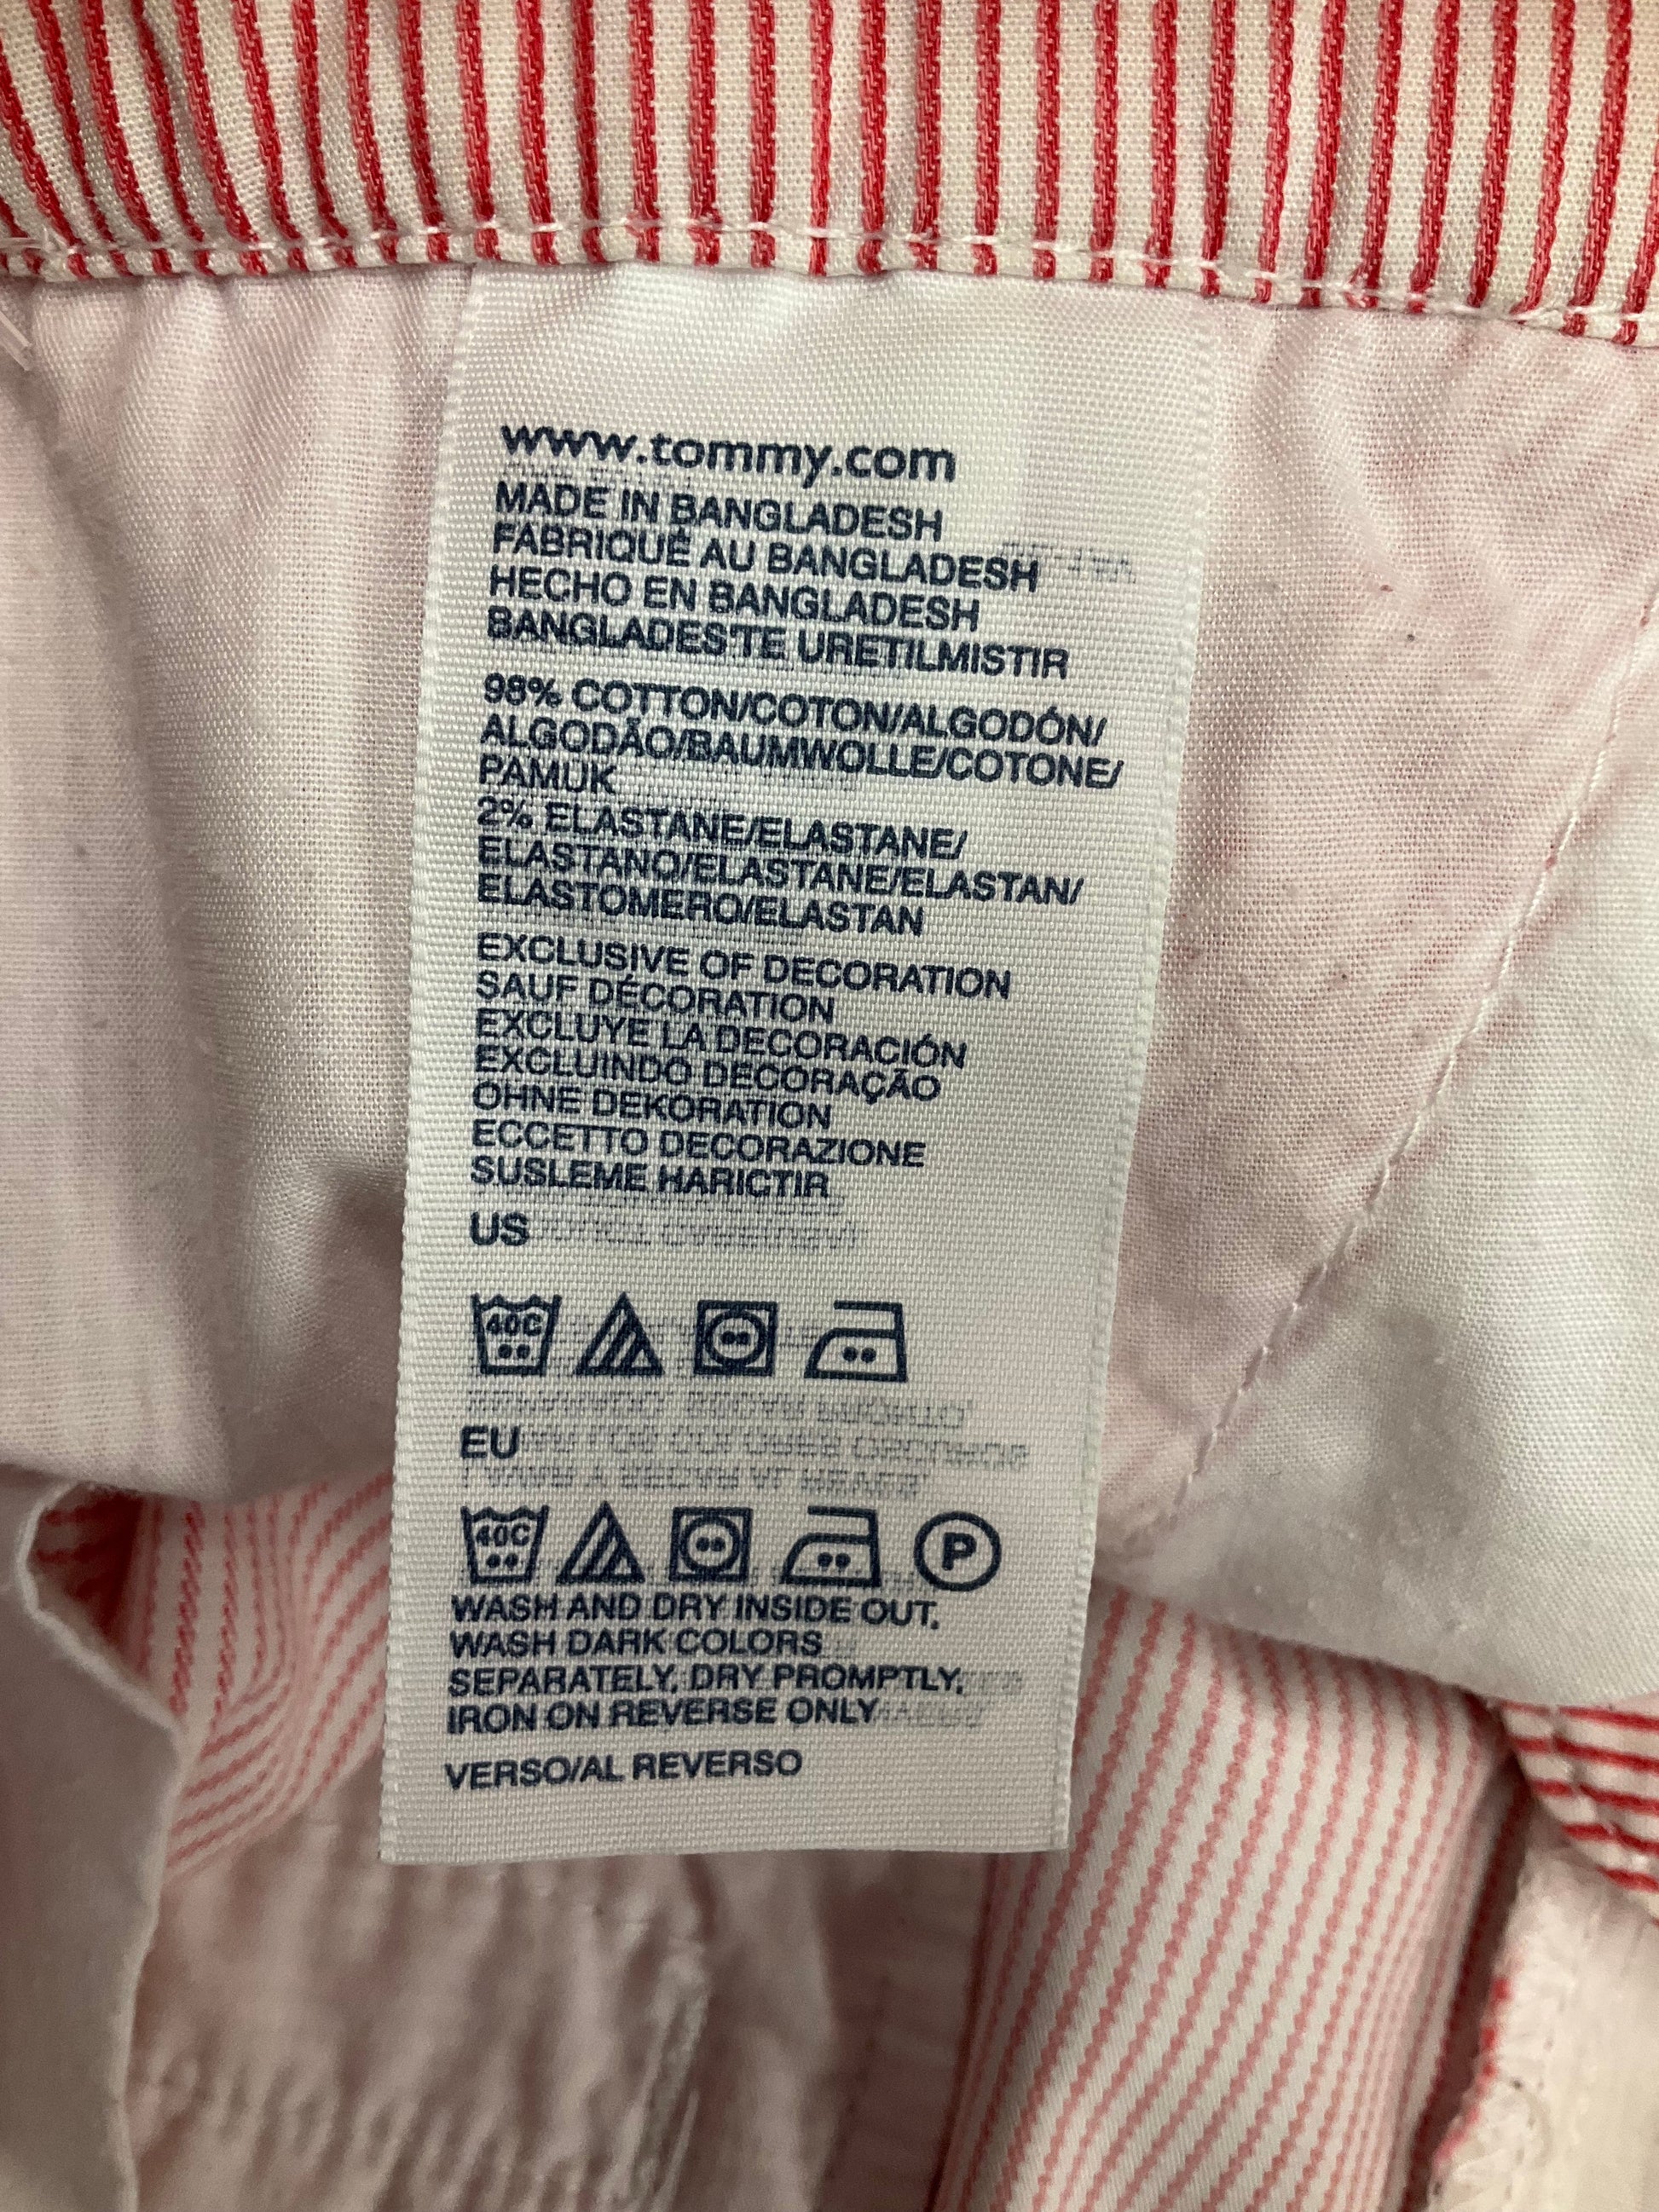 www.tommy.com
MADE IN BANGLADESH
FABRIQUÉ AU BANGLADESH
HECHO EN BANGLADESH
BANGLADES'TE URETILMISTIR
98% COTTON/COTON/ALGODÓN/
ALGODÃO/BAUMWOLLE/COTONE/
PAMUK
2% ELASTANE/ELASTANE/
ELASTANO/ELASTANE/ELASTAN/
ELASTOMERO/ELASTAN
EXCLUSIVE OF DECORATION
SAUF DÉCORATION
EXCLUYE LA DECORACIÓN
EXCLUINDO DECORAÇÃO
OHNE DEKORATION
ECCETTO DECORAZIONE
SUSLEME HARICTIR
US
40C
EU
40C P
WASH AND DRY INSIDE OUT,
WASH DARK COLORS
SEPARATELY, DRY PROMPTLY,
IRON ON REVERSE ONLY
VERSO/AL REVERSO